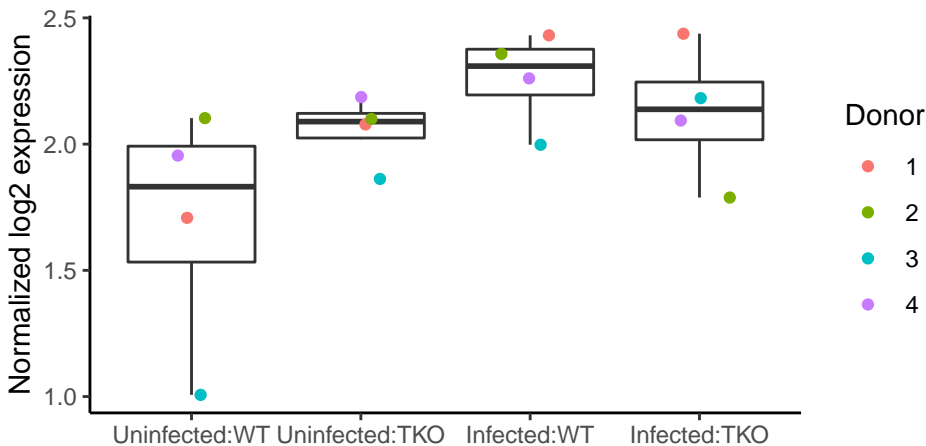 Normalized log2 expression
2.5
2.0
1.5
1.0
Uninfected:WT
Uninfected:TKO
Infected:WT
Infected:TKO
Donor
1
2
3
4